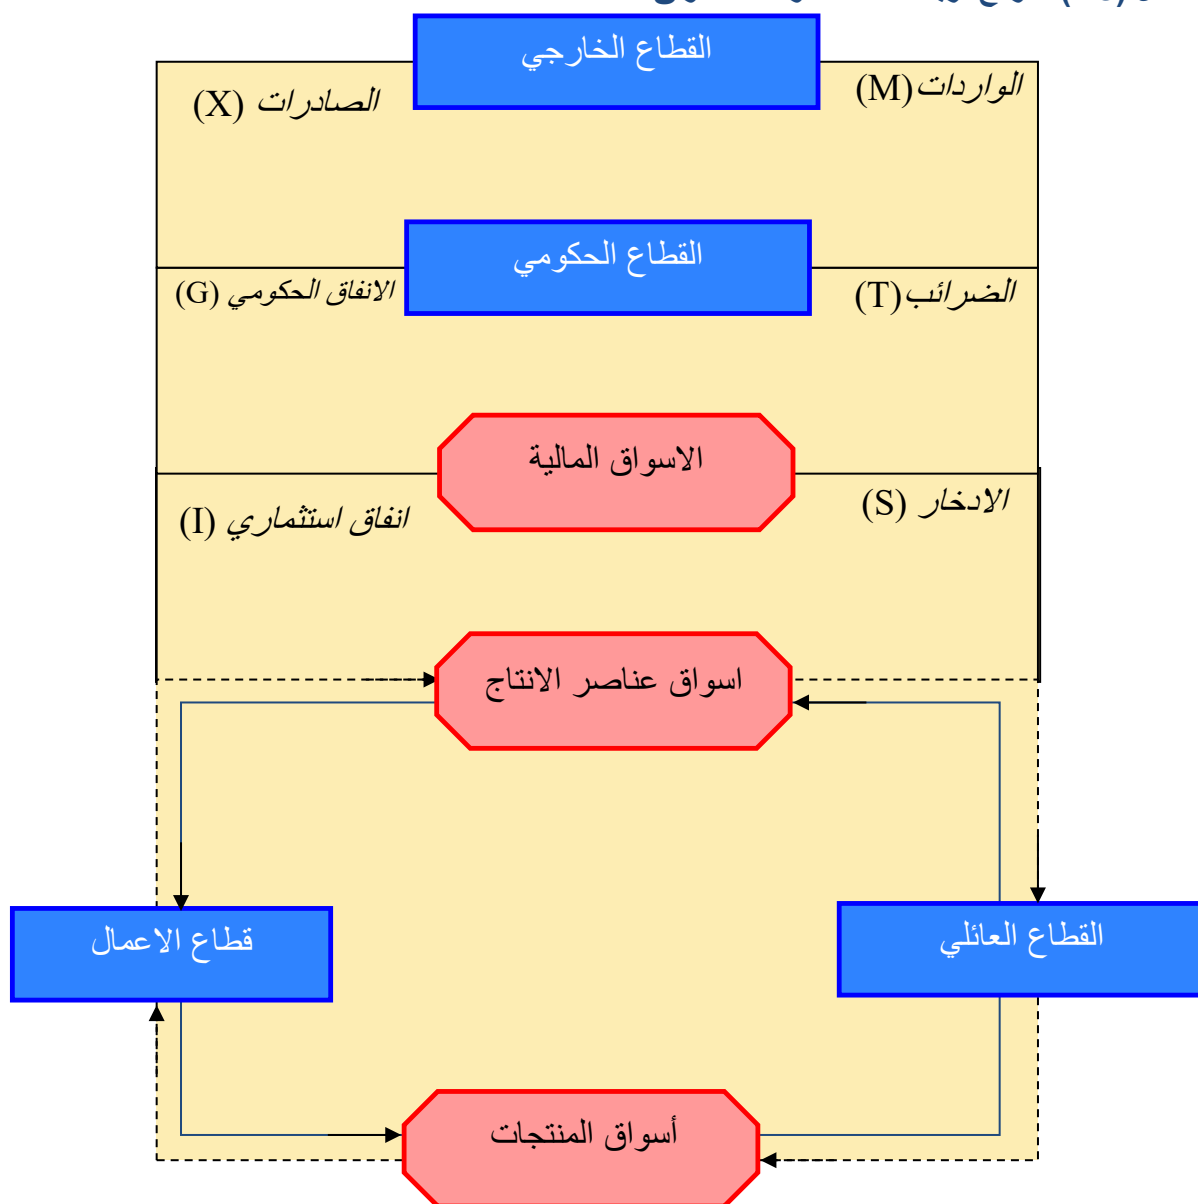 القطاع الخارجي
الواردات(M)
الصادرات (X)
القطاع الحكومي
الضرائب(T)
الانفاق الحكومي (G)
الاسواق المالية
الادخار (S)
انفاق استثماري (I)
اسواق عناصر الانتاج
القطاع العائلي
قطاع الاعمال
أسواق المنتجات